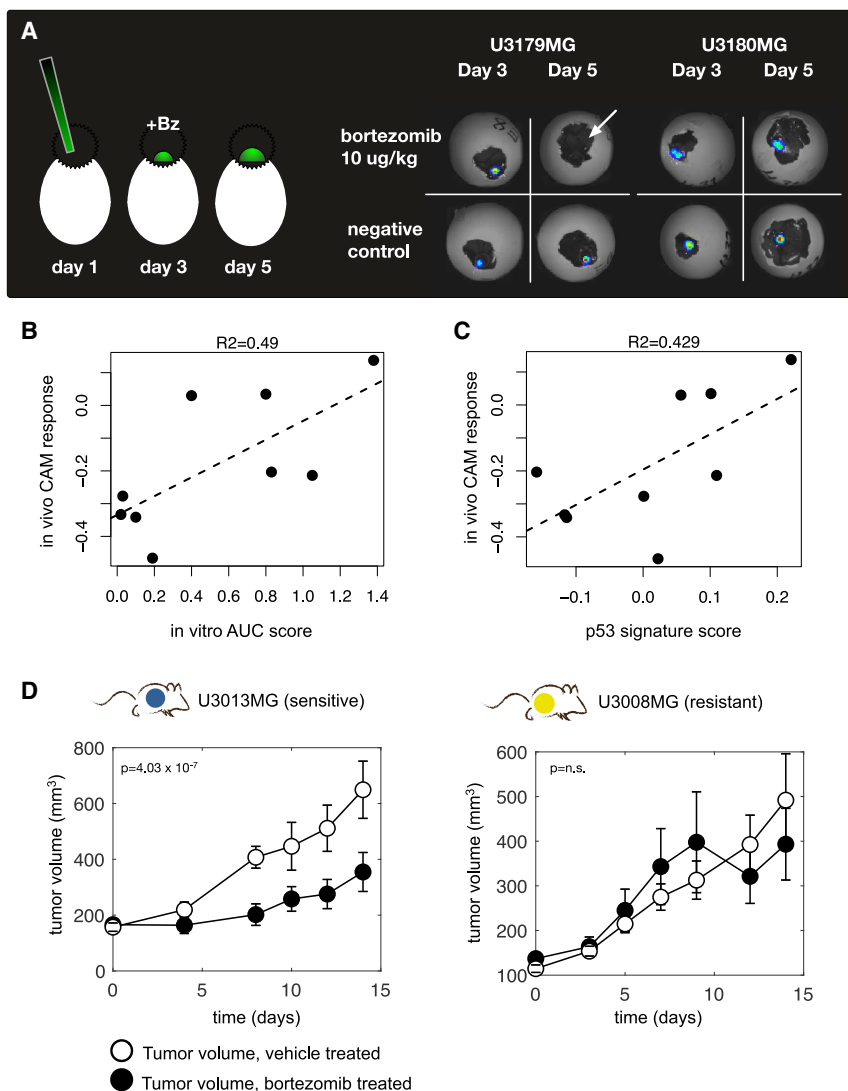 A
U3179MG U3180MG
Day 3 Day 5 Day 3 Day 5
+Bz
bortezomib
10 ug/kg
negative
control
day 1 day 3 day 5
B
R2=0.49
in vivo CAM response
0.0
−0.2
−0.4
0.0 0.2 0.4 0.6 0.8 1.0 1.2 1.4
in vitro AUC score
C
R2=0.429
in vivo CAM response
0.0
−0.2
−0.4
−0.1 0.0 0.1 0.2
p53 signature score
D
U3013MG (sensitive)
p=4.03 x 10-7
tumor volume (mm3)
800
600
400
200
0
0 5 10 15
time (days)
U3008MG (resistant)
p=n.s.
tumor volume (mm3)
600
500
400
300
200
100
0 5 10 15
time (days)
Tumor volume, vehicle treated
Tumor volume, bortezomib treated